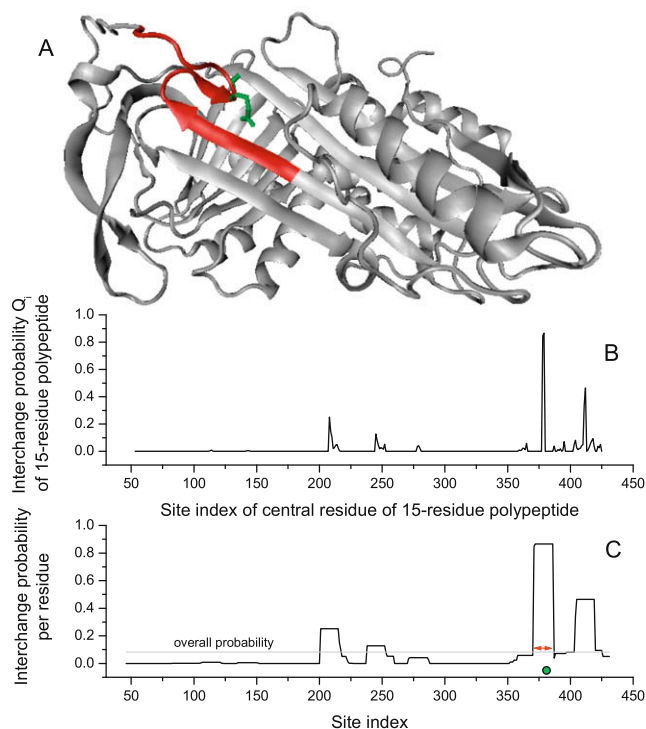 A
Interchange probability Qi
of 15-residue polypeptide
1.0
0.8
0.6
0.4
0.2
0.0
B
50 100 150 200 250 300 350 400 450
Site index of central residue of 15-residue polypeptide
Interchange probability
per residue
1.0
0.8
0.6
0.4
0.2
0.0
C
overall probability
50 100 150 200 250 300 350 400 450
Site index